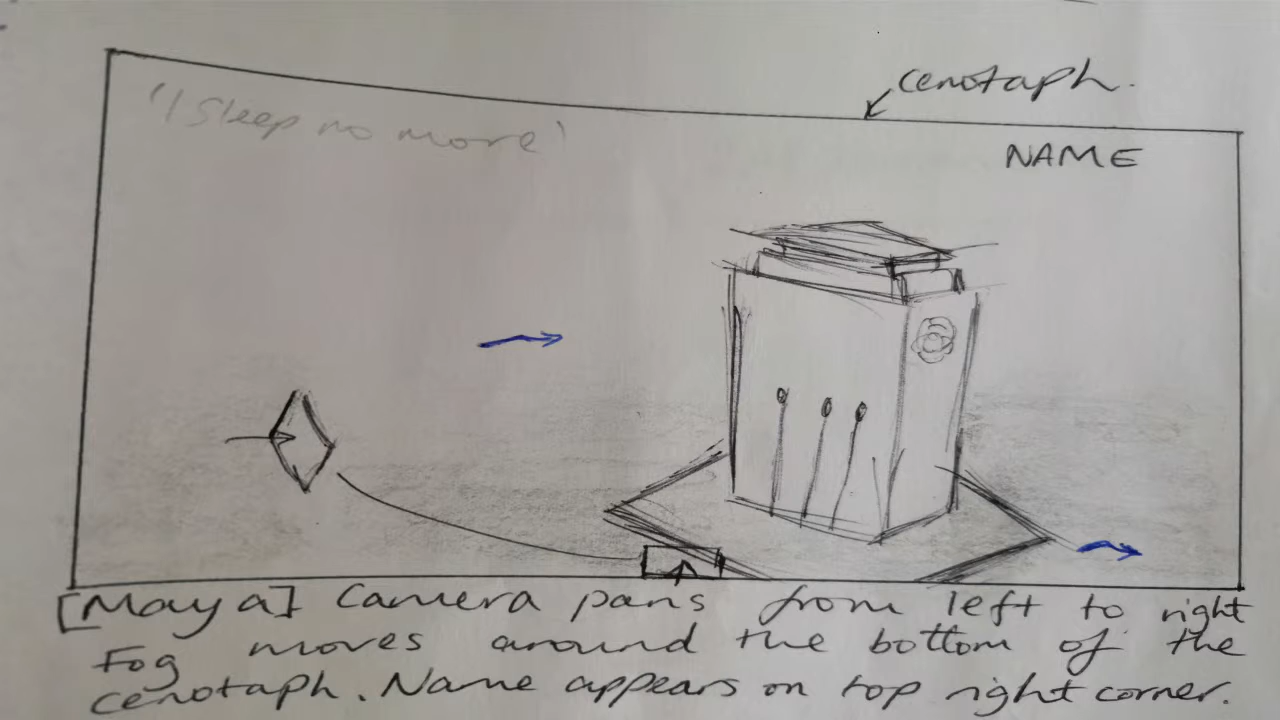 cenotaph.
'I Sleep no more'
NAME
[Maya] Camera pans from left to right
Fog moves around the bottom of the
cenotaph. Name appears on top right corner.